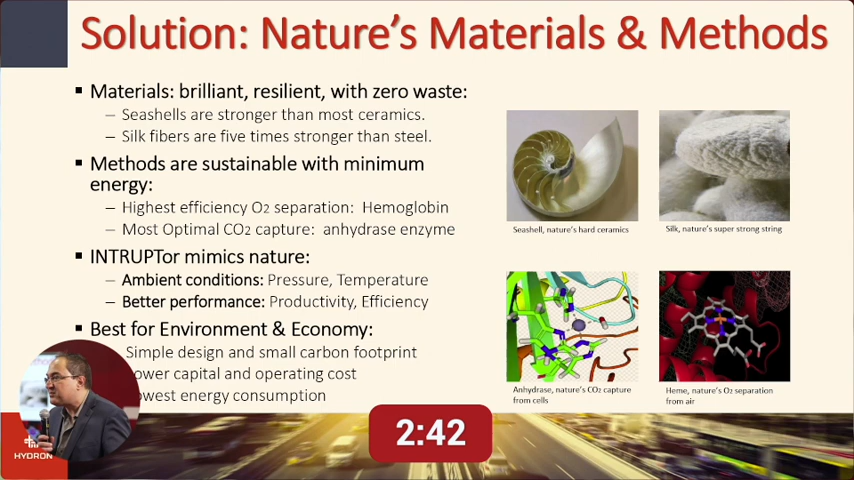 Solution: Nature's Materials & Methods
▪ Materials: brilliant, resilient, with zero waste:
– Seashells are stronger than most ceramics.
– Silk fibers are five times stronger than steel.
▪ Methods are sustainable with minimum
energy:
– Highest efficiency O2 separation: Hemoglobin
– Most Optimal CO2 capture: anhydrase enzyme
▪ INTRUPTor mimics nature:
– Ambient conditions: Pressure, Temperature
– Better performance: Productivity, Efficiency
▪ Best for Environment & Economy:
Simple design and small carbon footprint
ower capital and operating cost
owest energy consumption
Seashell, nature's hard ceramics
Silk, nature's super strong string
Anhydrase, nature's CO2 capture
from cells
Heme, nature's O2 separation
from air
HYDRON
2:42